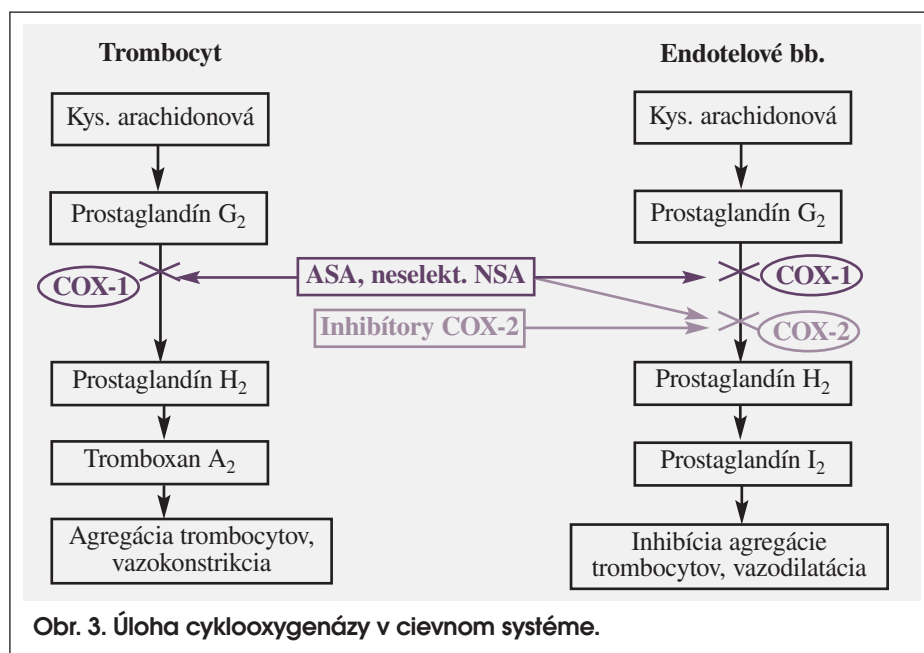 Trombocyt
Endotelové bb.
Kys. arachidonová
Kys. arachidonová
Prostaglandín G2
Prostaglandín G2
COX-1
ASA, neselekt. NSA
COX-1
Inhibítory COX-2
COX-2
Prostaglandín H2
Prostaglandín H2
Tromboxan A2
Prostaglandín I2
Agregácia trombocytov,
vazokonstrikcia
Inhibícia agregácie
trombocytov, vazodilatácia
Obr. 3. Úloha cyklooxygenázy v cievnom systéme.